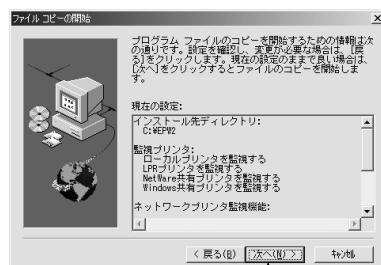 ファイル コピーの開始
プログラム ファイルのコピーを開始するための情報は次
の通りです。設定を確認し、変更が必要な場合は、[戻
る]をクリックします。現在の設定のままで良い場合は、
[次へ]をクリックするとファイルのコピーを開始しま
す。
現在の設定:
インストール先ディレクトリ:
C:¥EPW2
監視プリンタ:
ローカルプリンタを監視する
LPRプリンタを監視する
NetWare共有プリンタを監視する
Windows共有プリンタを監視する
ネットワークプリンタ監視機能:
< 戻る(B)
次へ(N) >
キャンセル